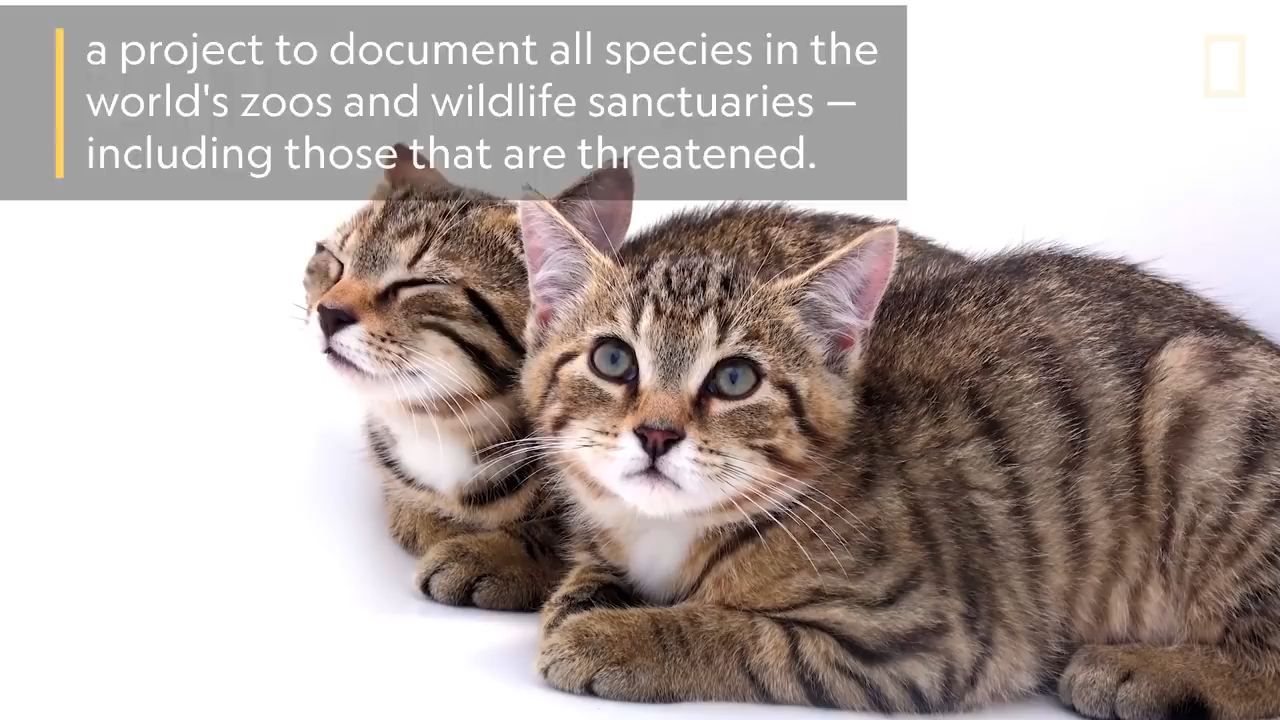 a project to document all species in the
world's zoos and wildlife sanctuaries —
including those that are threatened.